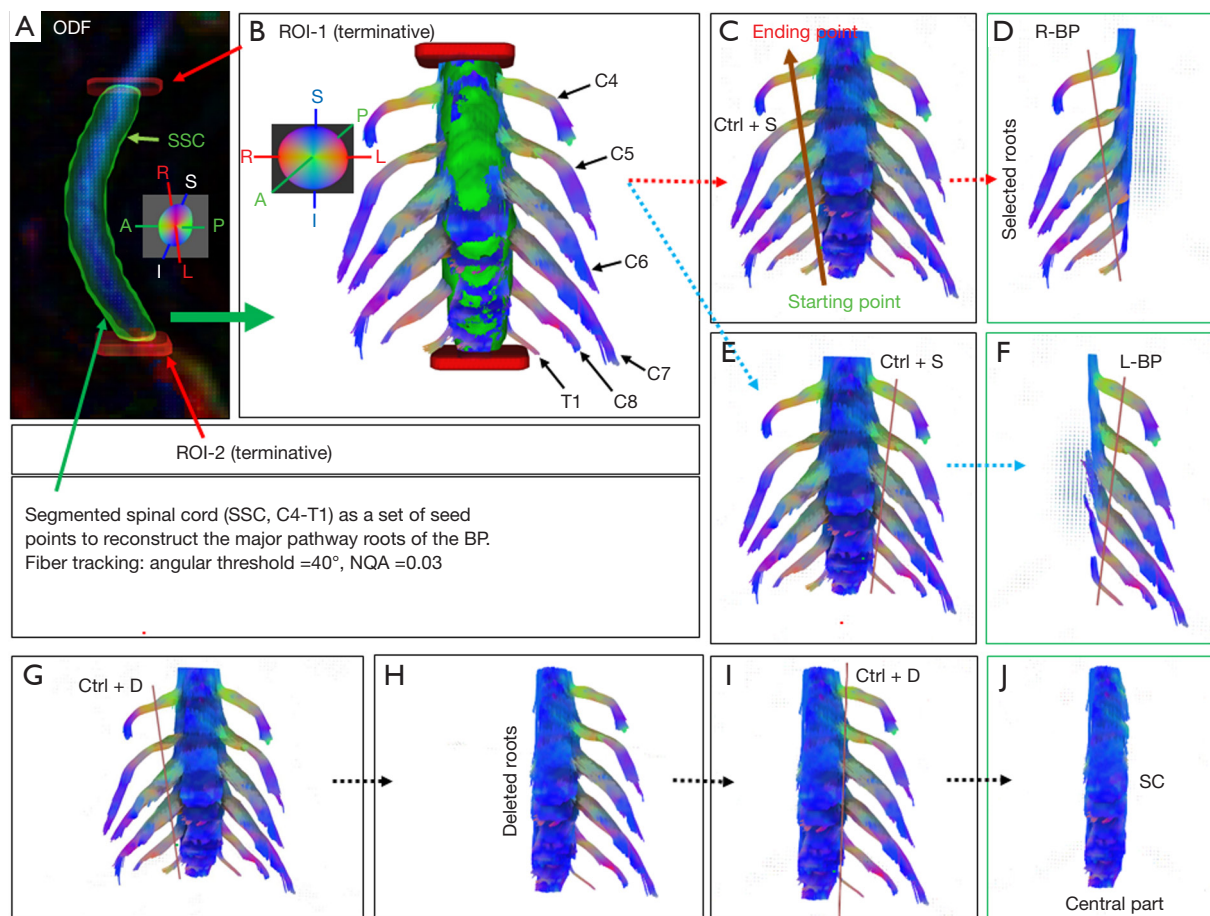 A
ODF
SSC
R
S
A
P
I
L
B
ROI-1 (terminative)
S
P
R
L
A
I
C4
C5
C6
C7
C8
T1
ROI-2 (terminative)
Segmented spinal cord (SSC, C4-T1) as a set of seed
points to reconstruct the major pathway roots of the BP.
Fiber tracking: angular threshold =40°, NQA =0.03
C
Ending point
Ctrl + S
Starting point
D
R-BP
Selected roots
E
Ctrl + S
F
L-BP
G
Ctrl + D
H
Deleted roots
I
Ctrl + D
J
SC
Central part